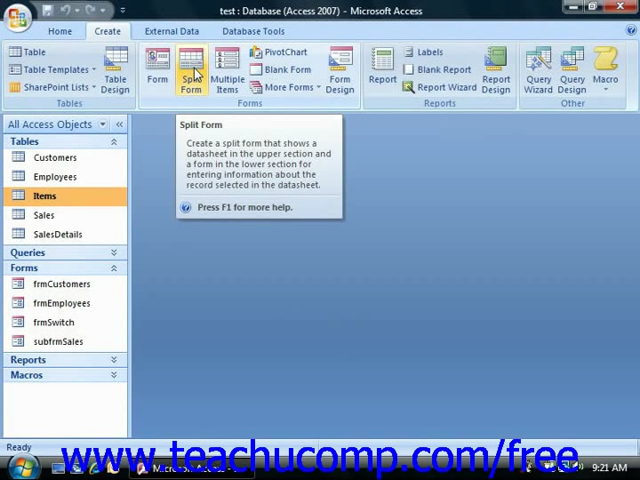 test : Database (Access 2007) - Microsoft Access
Home Create External Data Database Tools
Table
Table Templates
SharePoint Lists
Table Design
Tables
Form
Split Form
Multiple Items
PivotChart
Blank Form
More Forms
Form Design
Forms
Report
Labels
Blank Report
Report Wizard
Report Design
Reports
Query Wizard
Query Design
Macro
Other
All Access Objects
Tables
Customers
Employees
Items
Sales
SalesDetails
Queries
Forms
frmCustomers
frmEmployees
frmSwitch
subfrmSales
Reports
Macros
Split Form
Create a split form that shows a
datasheet in the upper section and
a form in the lower section for
entering information about the
record selected in the datasheet.
Press F1 for more help.
Ready
www.teachucomp.com/free
9:21 AM